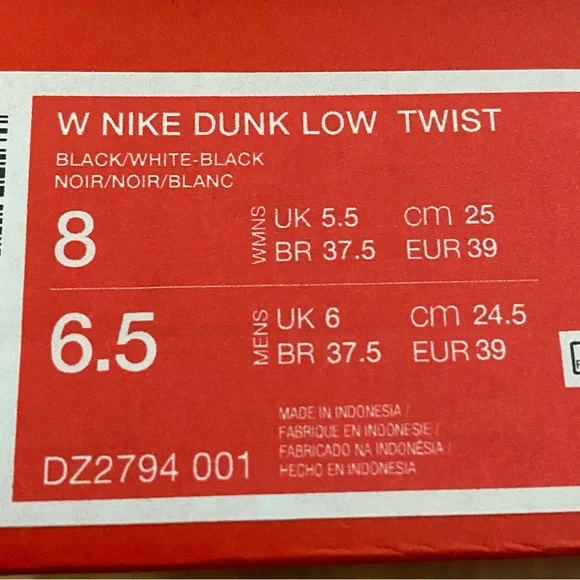 W NIKE DUNK LOW TWIST
BLACK/WHITE-BLACK
NOIR/NOIR/BLANC
8 WMNS UK 5.5 cm 25
BR 37.5 EUR 39
6.5 MENS UK 6 cm 24.5
BR 37.5 EUR 39
MADE IN INDONESIA /
FABRIQUE EN INDONESIE /
FABRICADO NA INDONÉSIA /
HECHO EN INDONESIA
DZ2794 001